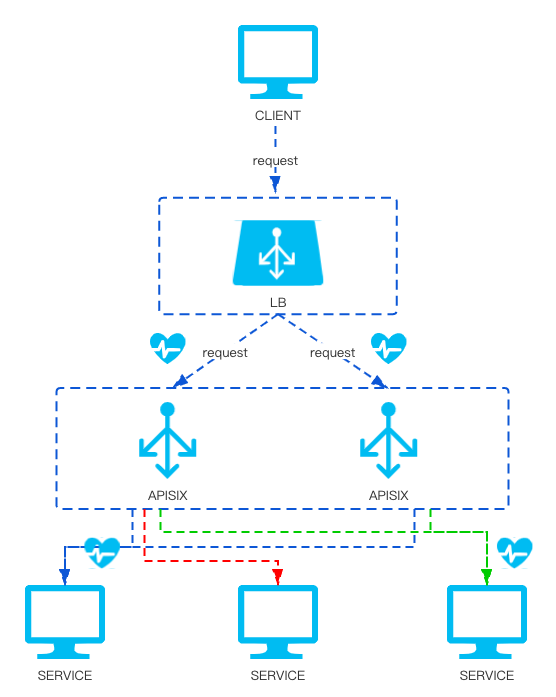 CLIENT
request
LB
request
request
APISIX
APISIX
SERVICE
SERVICE
SERVICE